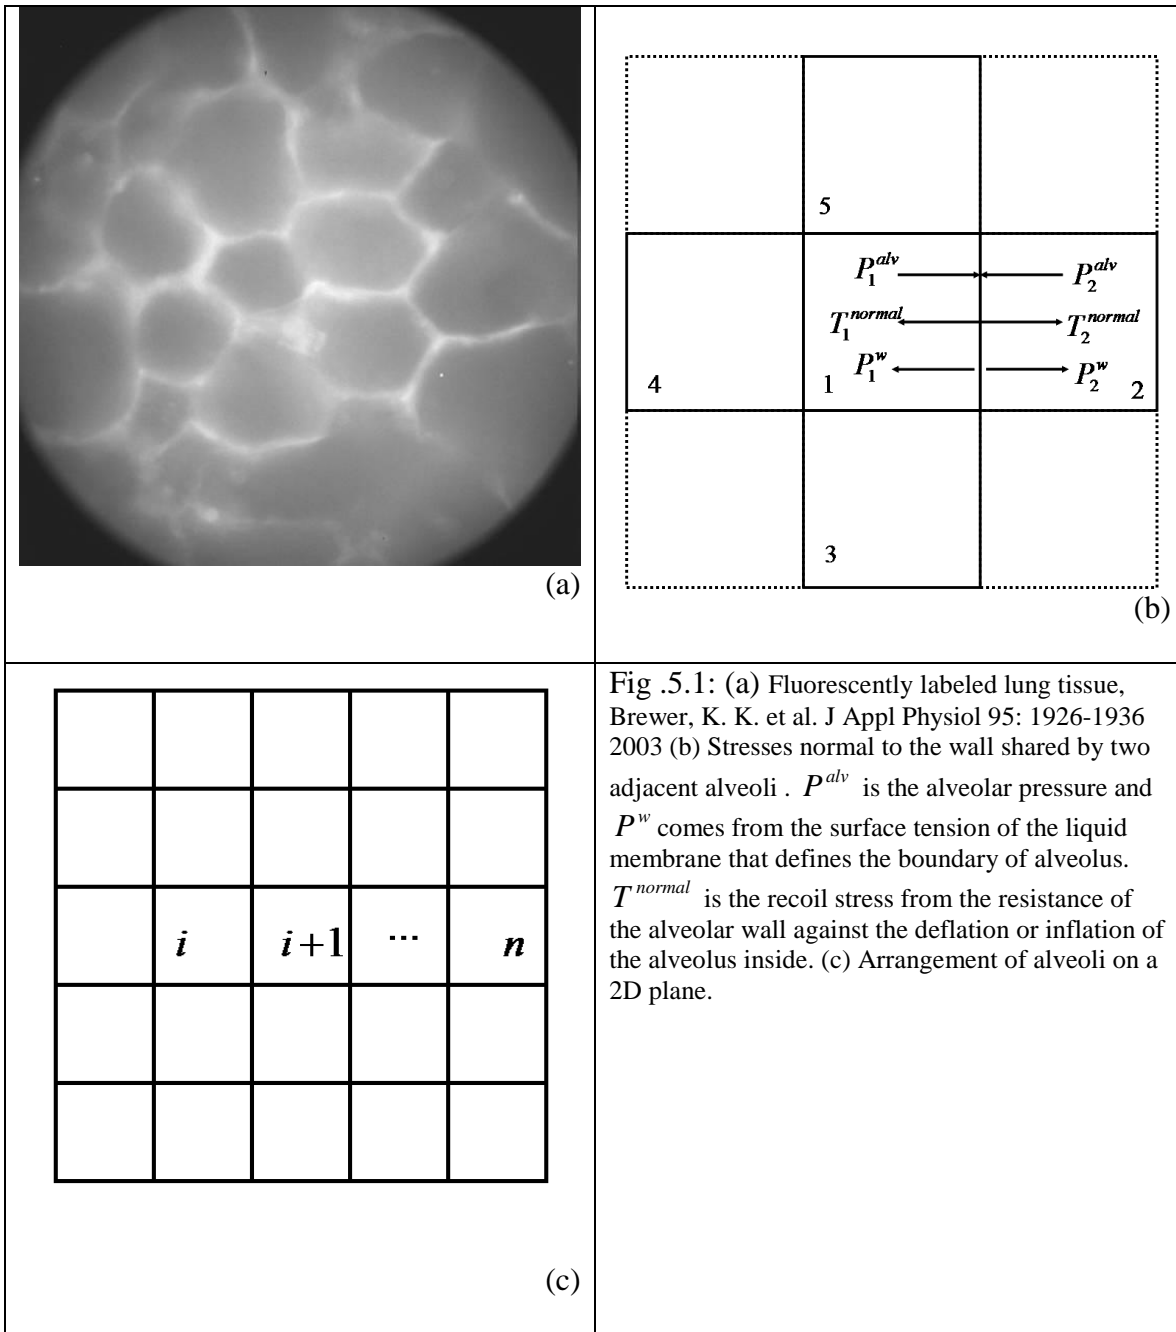 (a)
5
P_1^{alv} P_2^{alv}
T_1^{normal} T_2^{normal}
P_1^w P_2^w
4 1 2
3
(b)
i i+1 ... n
(c)
Fig .5.1: (a) Fluorescently labeled lung tissue,
Brewer, K. K. et al. J Appl Physiol 95: 1926-1936
2003 (b) Stresses normal to the wall shared by two
adjacent alveoli . P^{alv} is the alveolar pressure and
P^w comes from the surface tension of the liquid
membrane that defines the boundary of alveolus.
T^{normal} is the recoil stress from the resistance of
the alveolar wall against the deflation or inflation of
the alveolus inside. (c) Arrangement of alveoli on a
2D plane.